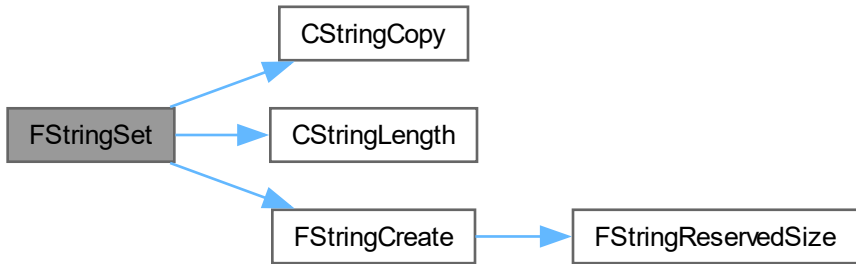 CStringCopy
FStringSet
CStringLength
FStringCreate
FStringReservedSize